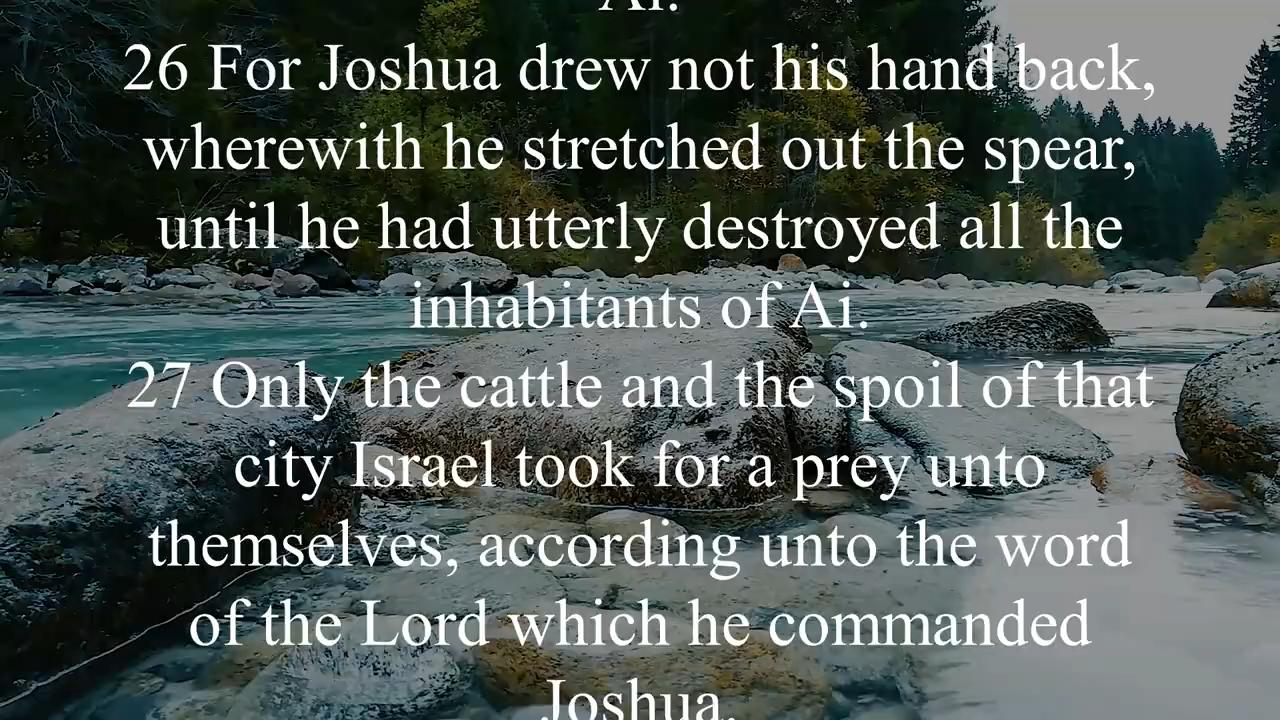 Ai.
26 For Joshua drew not his hand back,
wherewith he stretched out the spear,
until he had utterly destroyed all the
inhabitants of Ai.
27 Only the cattle and the spoil of that
city Israel took for a prey unto
themselves, according unto the word
of the Lord which he commanded
Joshua.